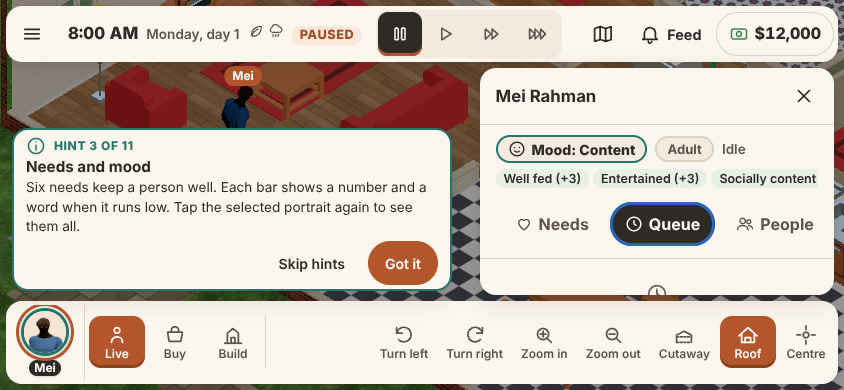 8:00 AM Monday, day 1 PAUSED Feed $12,000
Mei
HINT 3 OF 11
Needs and mood
Six needs keep a person well. Each bar shows a number and a
word when it runs low. Tap the selected portrait again to see
them all.
Skip hints Got it
Mei Rahman
Mood: Content Adult Idle
Well fed (+3) Entertained (+3) Socially content
Needs Queue People
Mei
Live Buy Build Turn left Turn right Zoom in Zoom out Cutaway Roof Centre